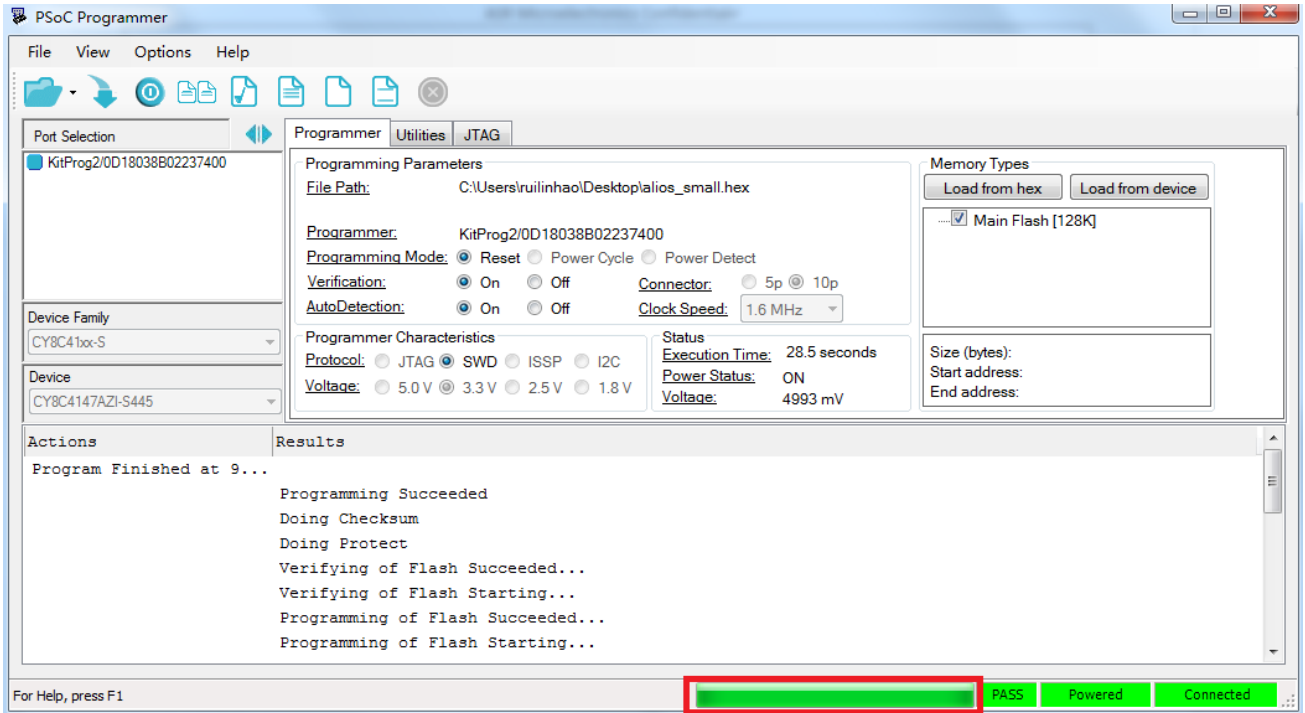 PSoC Programmer
File View Options Help
Port Selection
KitProg2/0D18038B02237400
Device Family
CY8C41xx-S
Device
CY8C4147AZI-S445
Programmer Utilities JTAG
Programming Parameters
File Path: C:\Users\ruilinhao\Desktop\alios_small.hex
Programmer: KitProg2/0D18038B02237400
Programming Mode: Reset Power Cycle Power Detect
Verification: On Off Connector: 5p 10p
AutoDetection: On Off Clock Speed: 1.6 MHz
Programmer Characteristics
Protocol: JTAG SWD ISSP I2C
Voltage: 5.0 V 3.3 V 2.5 V 1.8 V
Status
Execution Time: 28.5 seconds
Power Status: ON
Voltage: 4993 mV
Memory Types
Load from hex Load from device
Main Flash [128K]
Size (bytes):
Start address:
End address:
Actions Results
Program Finished at 9...
Programming Succeeded
Doing Checksum
Doing Protect
Verifying of Flash Succeeded...
Verifying of Flash Starting...
Programming of Flash Succeeded...
Programming of Flash Starting...
For Help, press F1 PASS Powered Connected